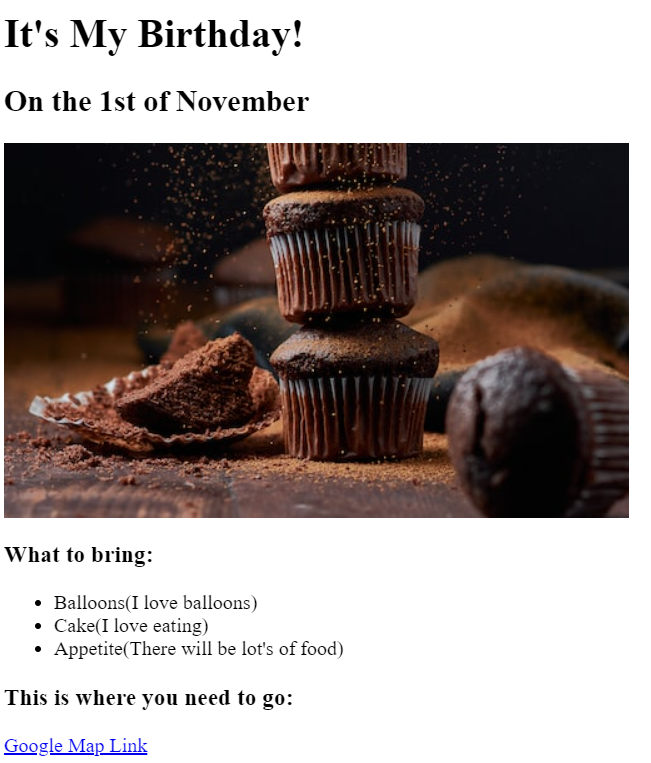 It's My Birthday!
On the 1st of November
What to bring:
Balloons(I love balloons)
Cake(I love eating)
Appetite(There will be lot's of food)
This is where you need to go:
Google Map Link